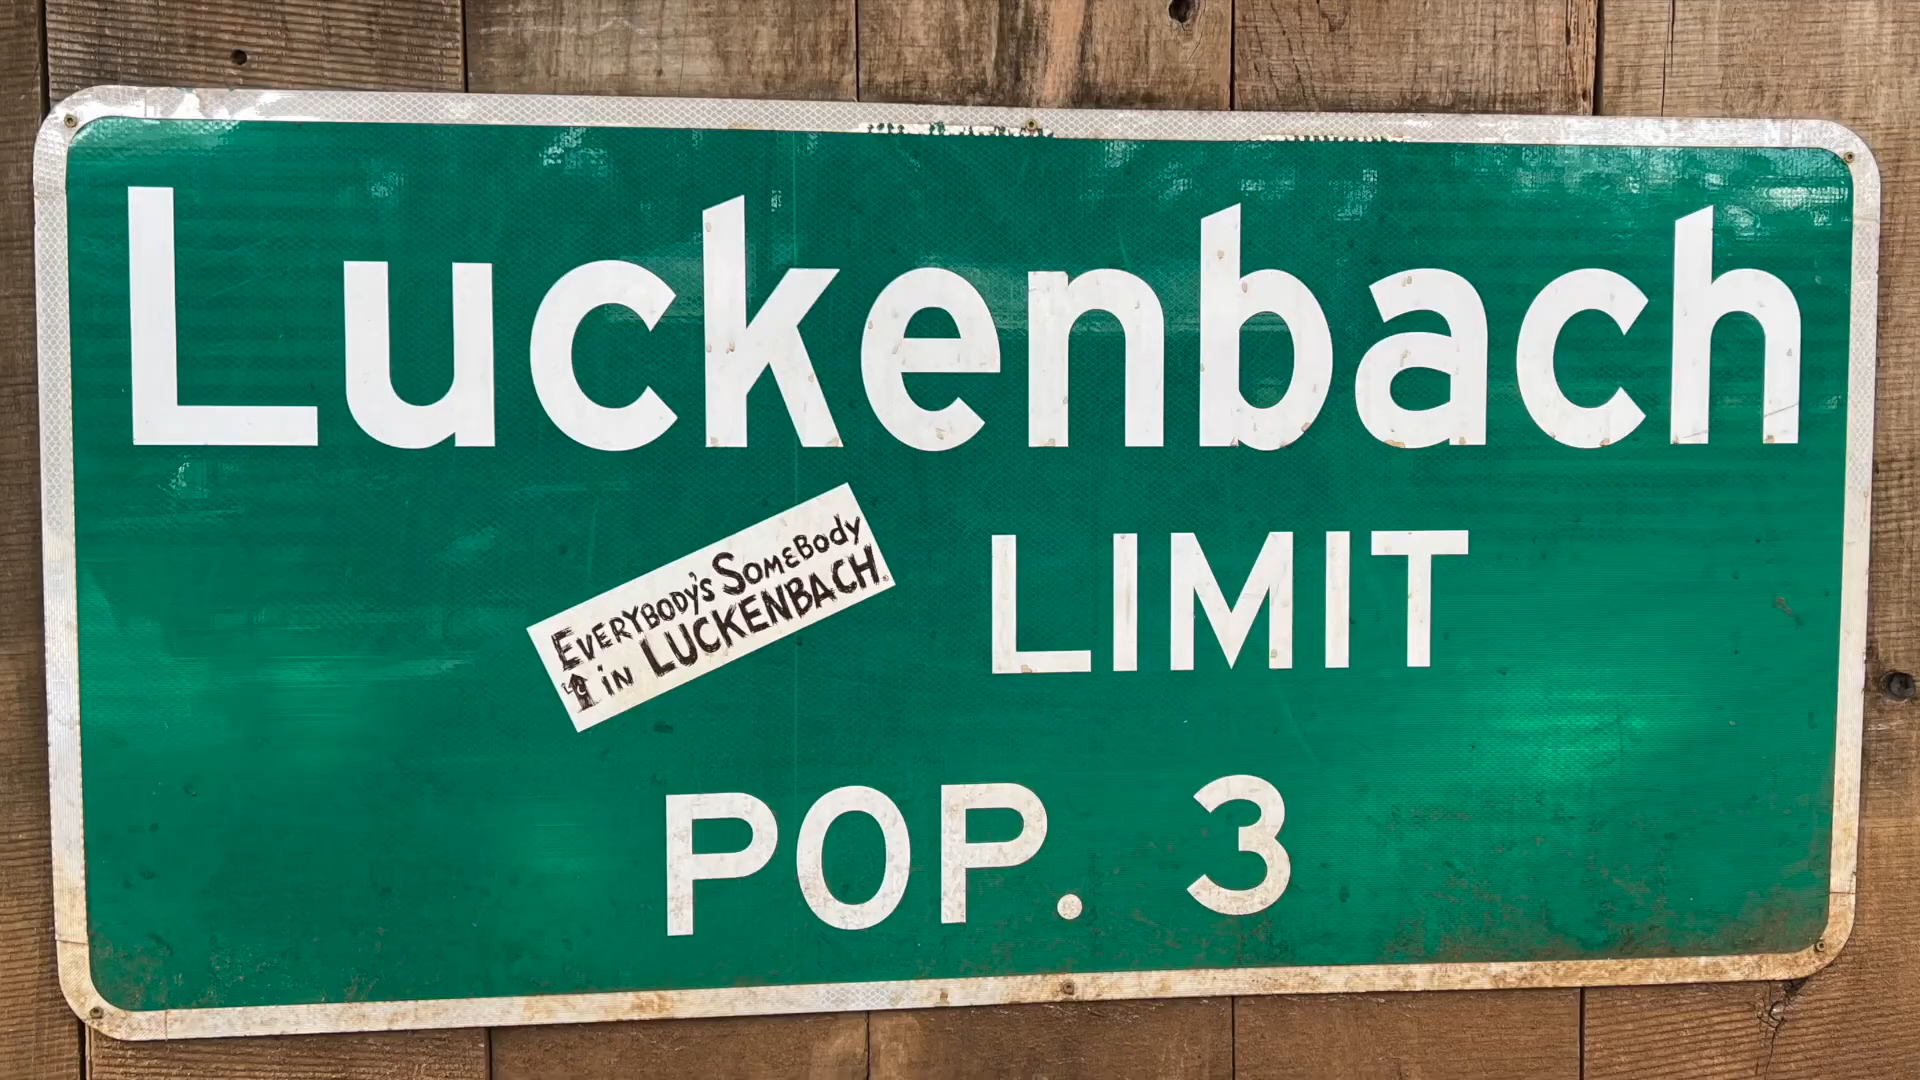 Luckenbach
EVERYBODY'S SOMEBODY
in LUCKENBACH.
LIMIT
POP. 3